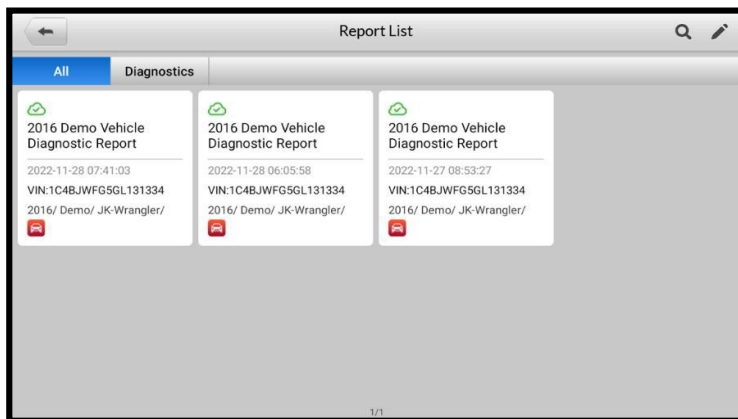 Report List
All
Diagnostics
2016 Demo Vehicle
Diagnostic Report
2022-11-28 07:41:03
VIN:1C4BJWFG5GL131334
2016/ Demo/ JK-Wrangler/
2016 Demo Vehicle
Diagnostic Report
2022-11-28 06:05:58
VIN:1C4BJWFG5GL131334
2016/ Demo/ JK-Wrangler/
2016 Demo Vehicle
Diagnostic Report
2022-11-27 08:53:27
VIN:1C4BJWFG5GL131334
2016/ Demo/ JK-Wrangler/
1/1